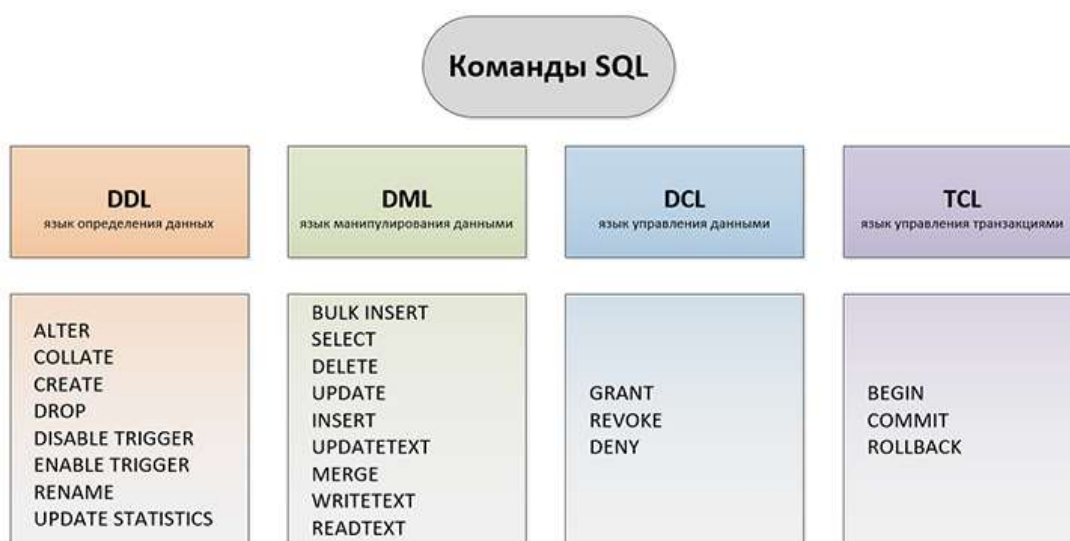 Команды SQL
DDL
язык определения данных
DML
язык манипулирования данными
DCL
язык управления данными
TCL
язык управления транзакциями
ALTER
COLLATE
CREATE
DROP
DISABLE TRIGGER
ENABLE TRIGGER
RENAME
UPDATE STATISTICS
BULK INSERT
SELECT
DELETE
UPDATE
INSERT
UPDATETEXT
MERGE
WRITETEXT
READTEXT
GRANT
REVOKE
DENY
BEGIN
COMMIT
ROLLBACK